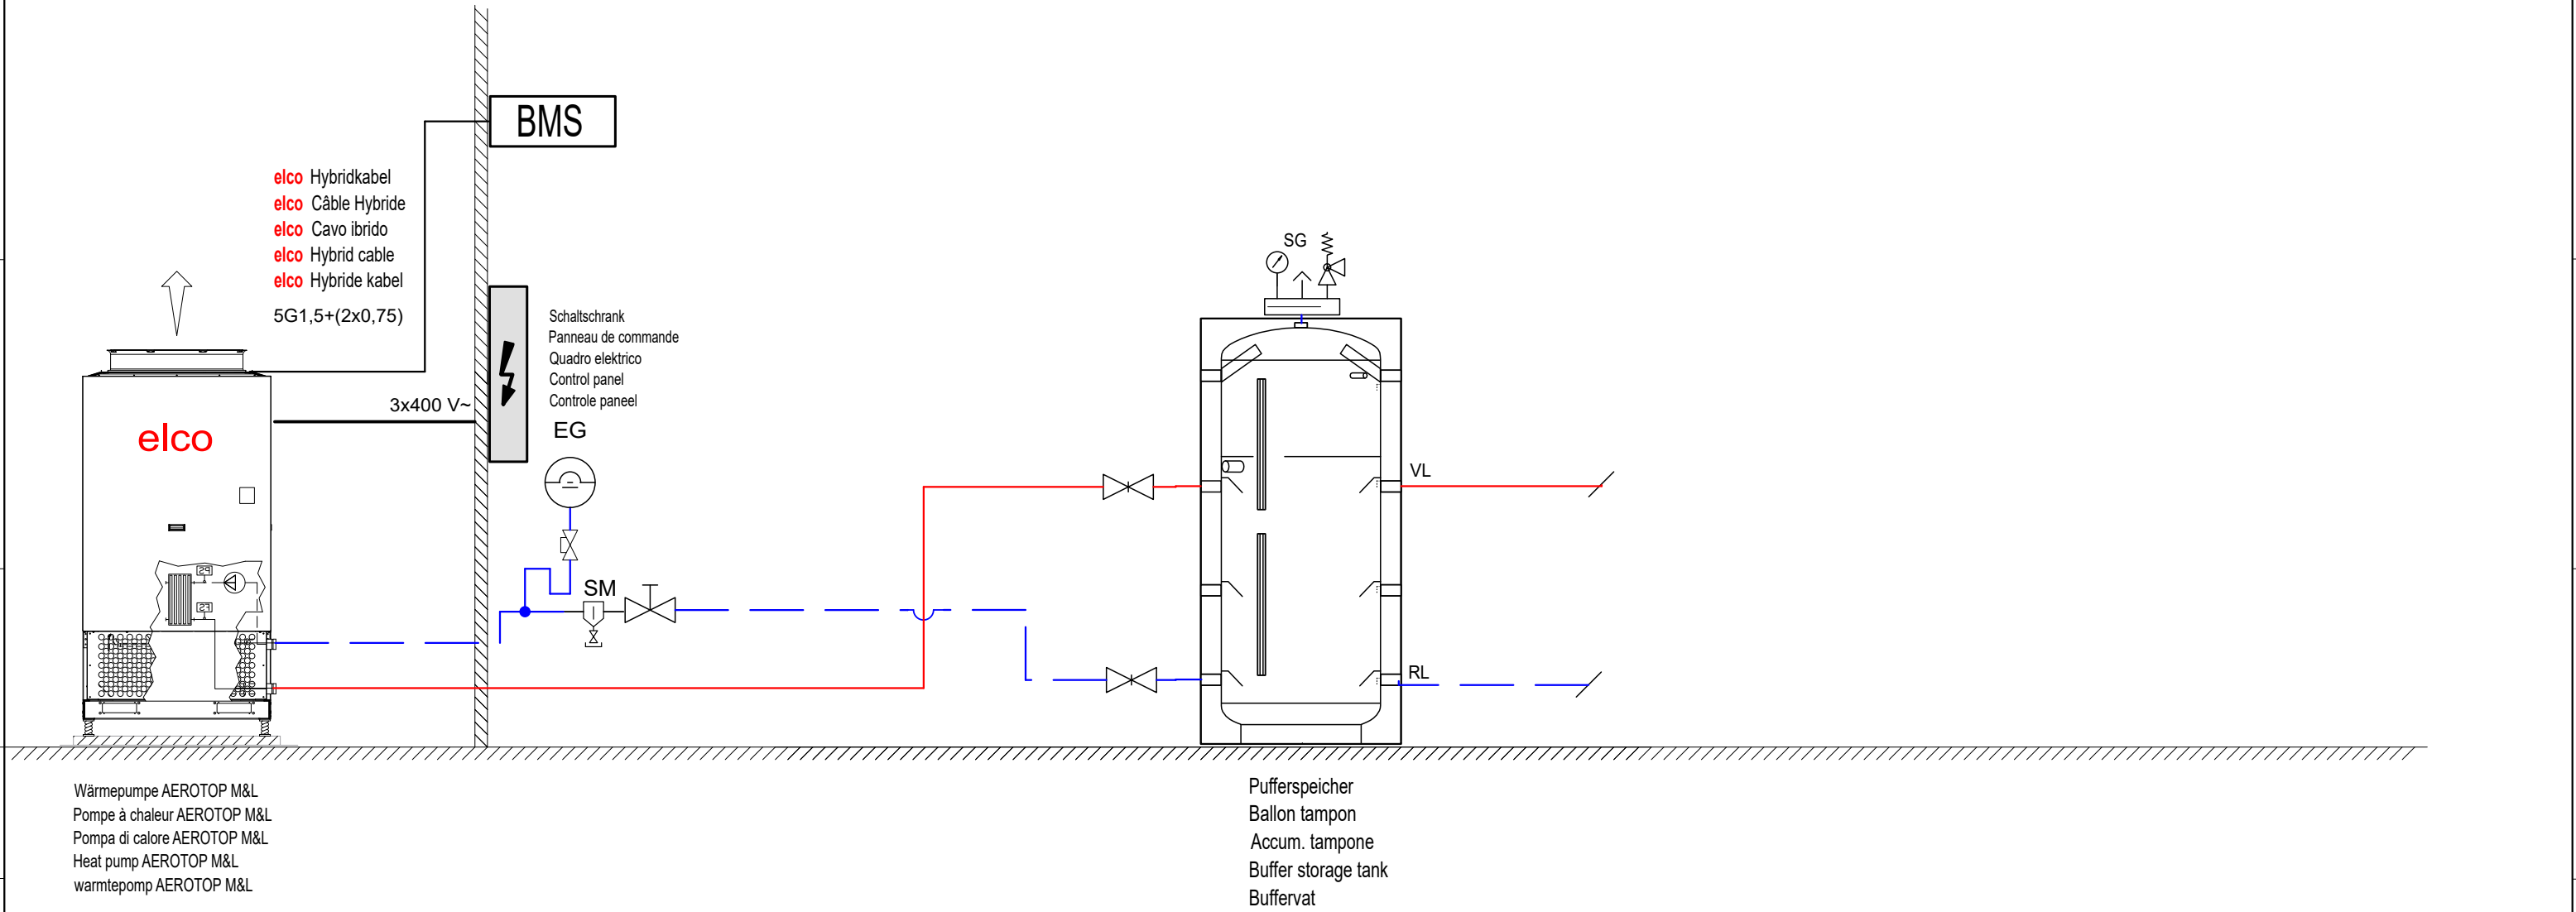 BMS
elco Hybridkabel
elco Câble Hybride
elco Cavo ibrido
elco Hybrid cable
elco Hybride kabel
5G1,5+(2x0,75)
3x400 V~
elco
Schaltschrank
Panneau de commande
Quadro elektrico
Control panel
Controle paneel
EG
SM
SG
VL
RL
Wärmepumpe AEROTOP M&L
Pompe à chaleur AEROTOP M&L
Pompa di calore AEROTOP M&L
Heat pump AEROTOP M&L
warmtepomp AEROTOP M&L
Pufferspeicher
Ballon tampon
Accum. tampone
Buffer storage tank
Buffervat